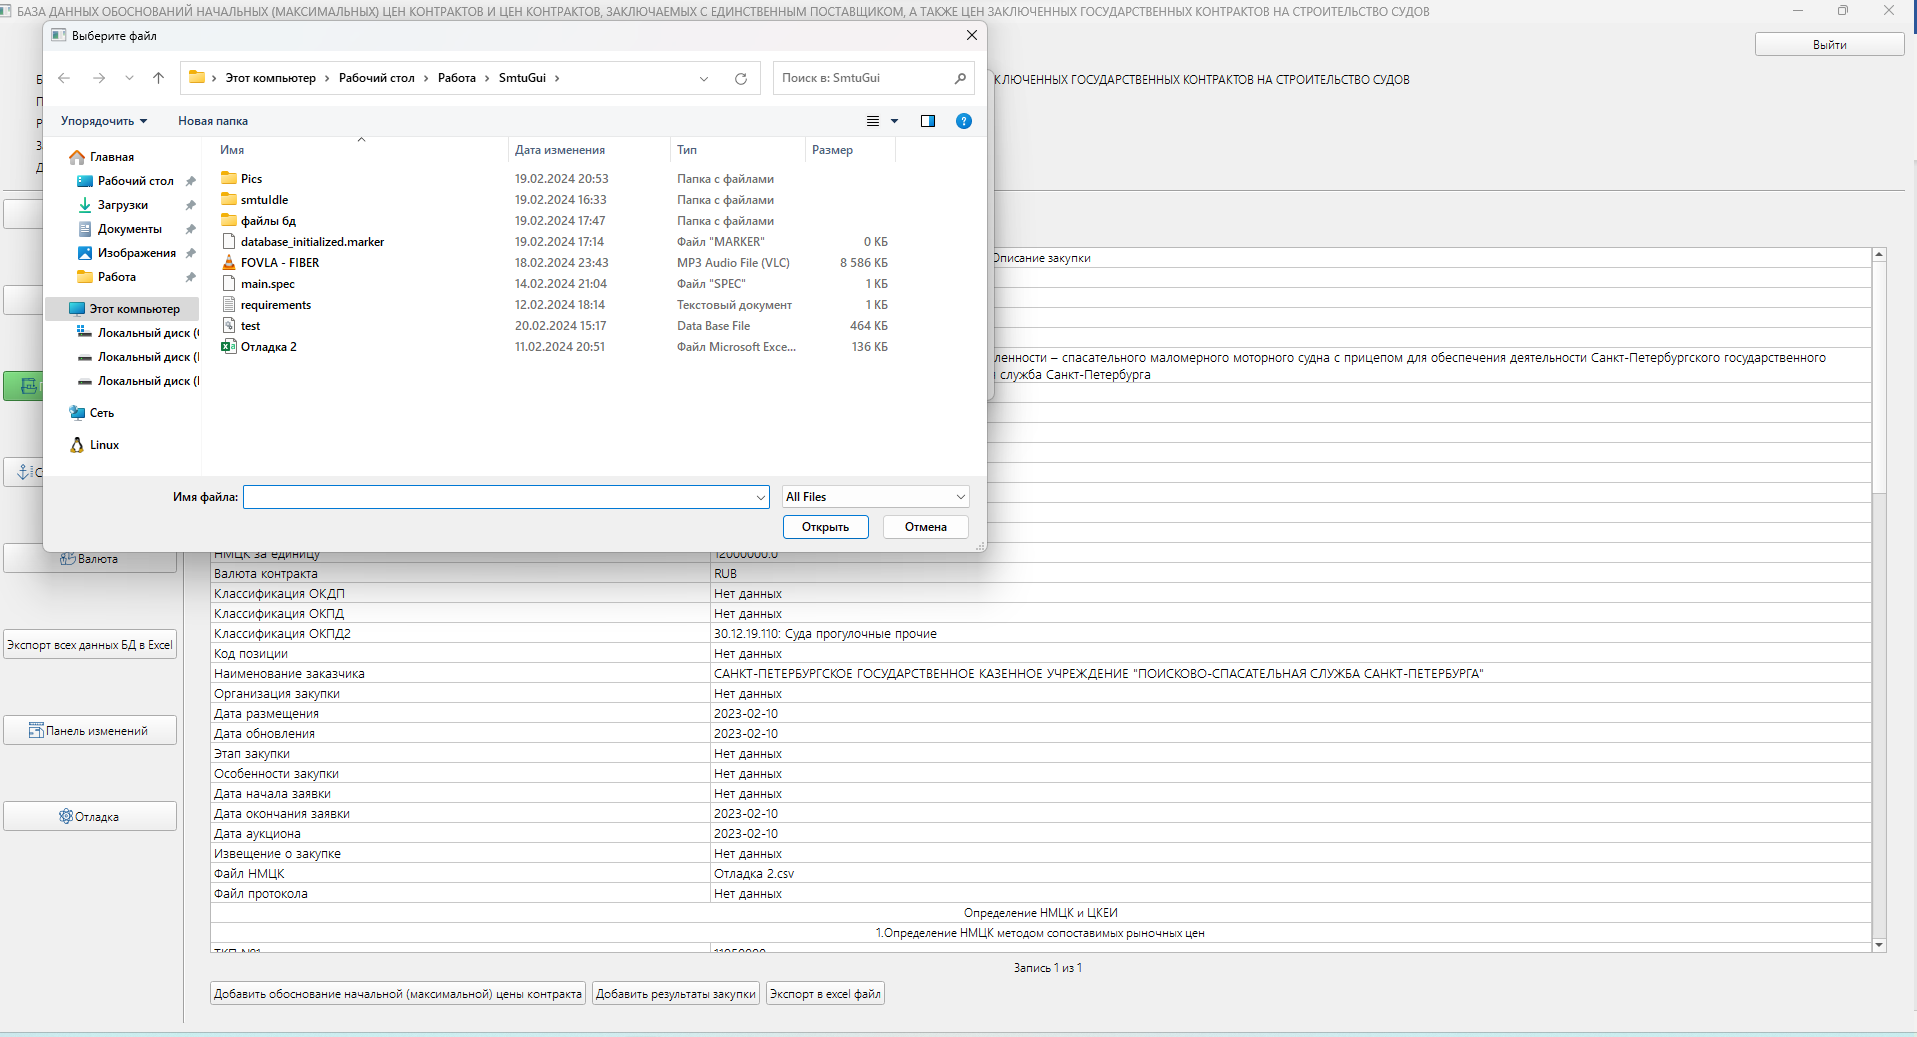 БАЗА ДАННЫХ ОБОСНОВАНИЙ НАЧАЛЬНЫХ (МАКСИМАЛЬНЫХ) ЦЕН КОНТРАКТОВ И ЦЕН КОНТРАКТОВ, ЗАКЛЮЧАЕМЫХ С ЕДИНСТВЕННЫМ ПОСТАВЩИКОМ, А ТАКЖЕ ЦЕН ЗАКЛЮЧЕННЫХ ГОСУДАРСТВЕННЫХ КОНТРАКТОВ НА СТРОИТЕЛЬСТВО СУДОВ
Выберите файл
Выйти
Этот компьютер › Рабочий стол › Работа › SmtuGui ›
Поиск в: SmtuGui
КЛЮЧЕННЫХ ГОСУДАРСТВЕННЫХ КОНТРАКТОВ НА СТРОИТЕЛЬСТВО СУДОВ
Упорядочить
Новая папка
Имя Дата изменения Тип Размер
Главная
Рабочий стол
Загрузки
Документы
Изображения
Работа
Этот компьютер
Локальный диск (
Локальный диск (
Локальный диск (
Сеть
Linux
Pics 19.02.2024 20:53 Папка с файлами
smtuIdle 19.02.2024 16:33 Папка с файлами
файлы бд 19.02.2024 17:47 Папка с файлами
database_initialized.marker 19.02.2024 17:14 Файл "MARKER" 0 КБ
FOVLA - FIBER 18.02.2024 23:43 MP3 Audio File (VLC) 8 586 КБ
main.spec 14.02.2024 21:04 Файл "SPEC" 1 КБ
requirements 12.02.2024 18:14 Текстовый документ 1 КБ
test 20.02.2024 15:17 Data Base File 464 КБ
Отладка 2 11.02.2024 20:51 Файл Microsoft Exce... 136 КБ
Имя файла:
All Files
Открыть
Отмена
Описание закупки
ленности – спасательного маломерного моторного судна с прицепом для обеспечения деятельности Санкт-Петербургского государственного
служба Санкт-Петербурга
Валюта
Экспорт всех данных БД в Excel
Панель изменений
Отладка
НМЦК за единицу 12000000.0
Валюта контракта RUB
Классификация ОКДП Нет данных
Классификация ОКПД Нет данных
Классификация ОКПД2 30.12.19.110: Суда прогулочные прочие
Код позиции Нет данных
Наименование заказчика САНКТ-ПЕТЕРБУРГСКОЕ ГОСУДАРСТВЕННОЕ КАЗЕННОЕ УЧРЕЖДЕНИЕ "ПОИСКОВО-СПАСАТЕЛЬНАЯ СЛУЖБА САНКТ-ПЕТЕРБУРГА"
Организация закупки Нет данных
Дата размещения 2023-02-10
Дата обновления 2023-02-10
Этап закупки Нет данных
Особенности закупки Нет данных
Дата начала заявки Нет данных
Дата окончания заявки 2023-02-10
Дата аукциона 2023-02-10
Извещение о закупке Нет данных
Файл НМЦК Отладка 2.csv
Файл протокола Нет данных
Определение НМЦК и ЦКЕИ
1.Определение НМЦК методом сопоставимых рыночных цен
Запись 1 из 1
Добавить обоснование начальной (максимальной) цены контракта
Добавить результаты закупки
Экспорт в excel файл